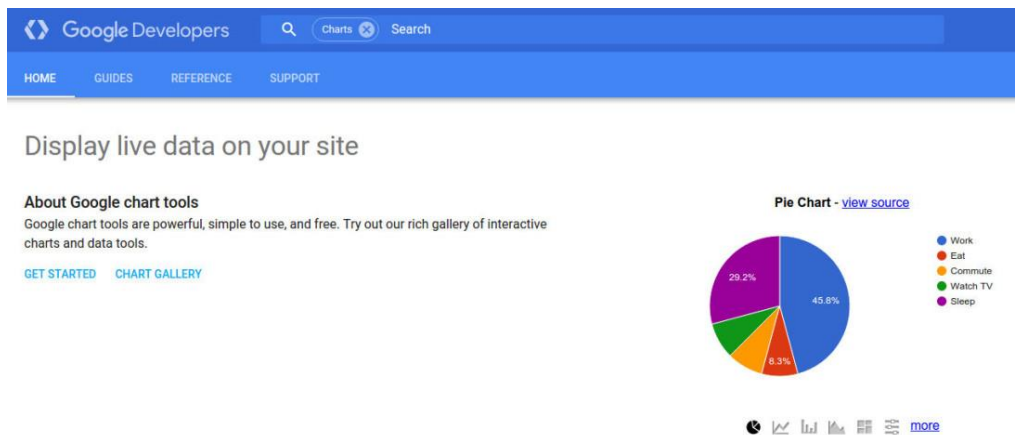 Google Developers
Charts
Search
HOME GUIDES REFERENCE SUPPORT
Display live data on your site
About Google chart tools
Google chart tools are powerful, simple to use, and free. Try out our rich gallery of interactive
charts and data tools.
GET STARTED CHART GALLERY
Pie Chart - view source
29.2%
45.8%
8.3%
Work
Eat
Commute
Watch TV
Sleep
more